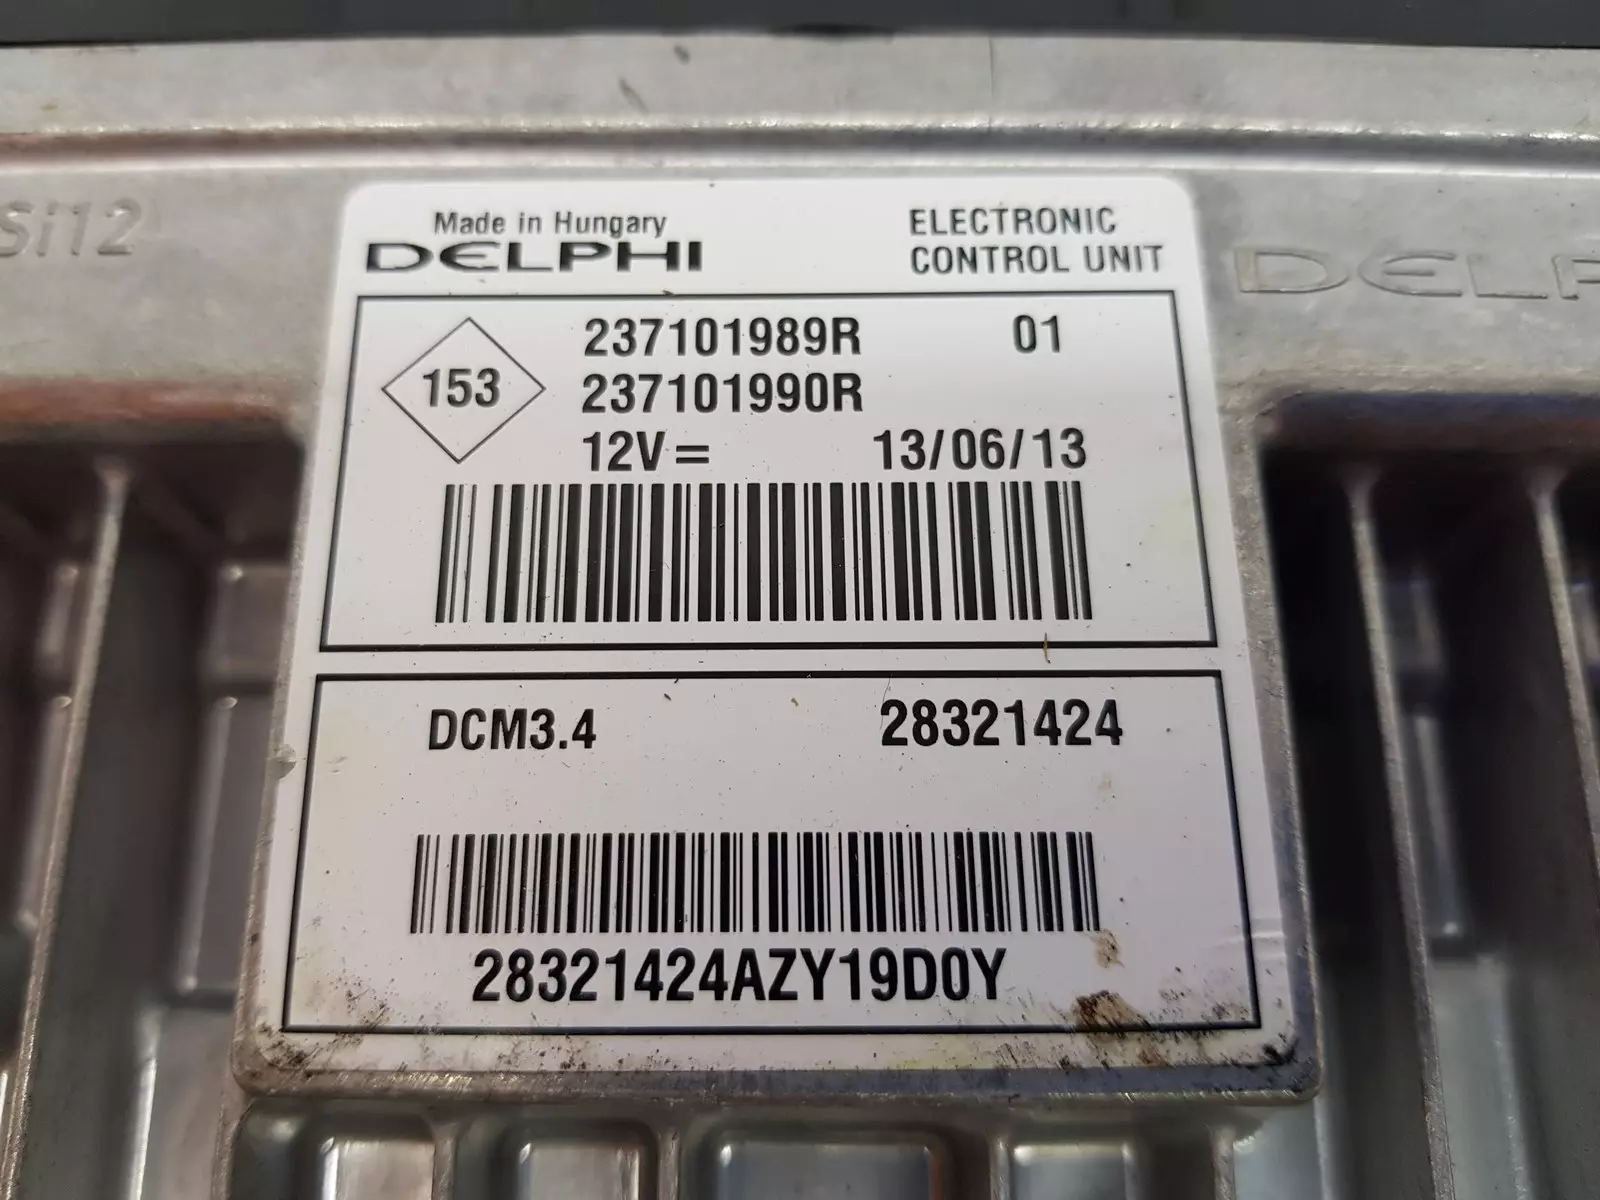 Made in Hungary
DELPHI
ELECTRONIC
CONTROL UNIT
Si12
DELP
153
237101989R 01
237101990R
12V= 13/06/13
DCM3.4 28321424
28321424AZY19D0Y